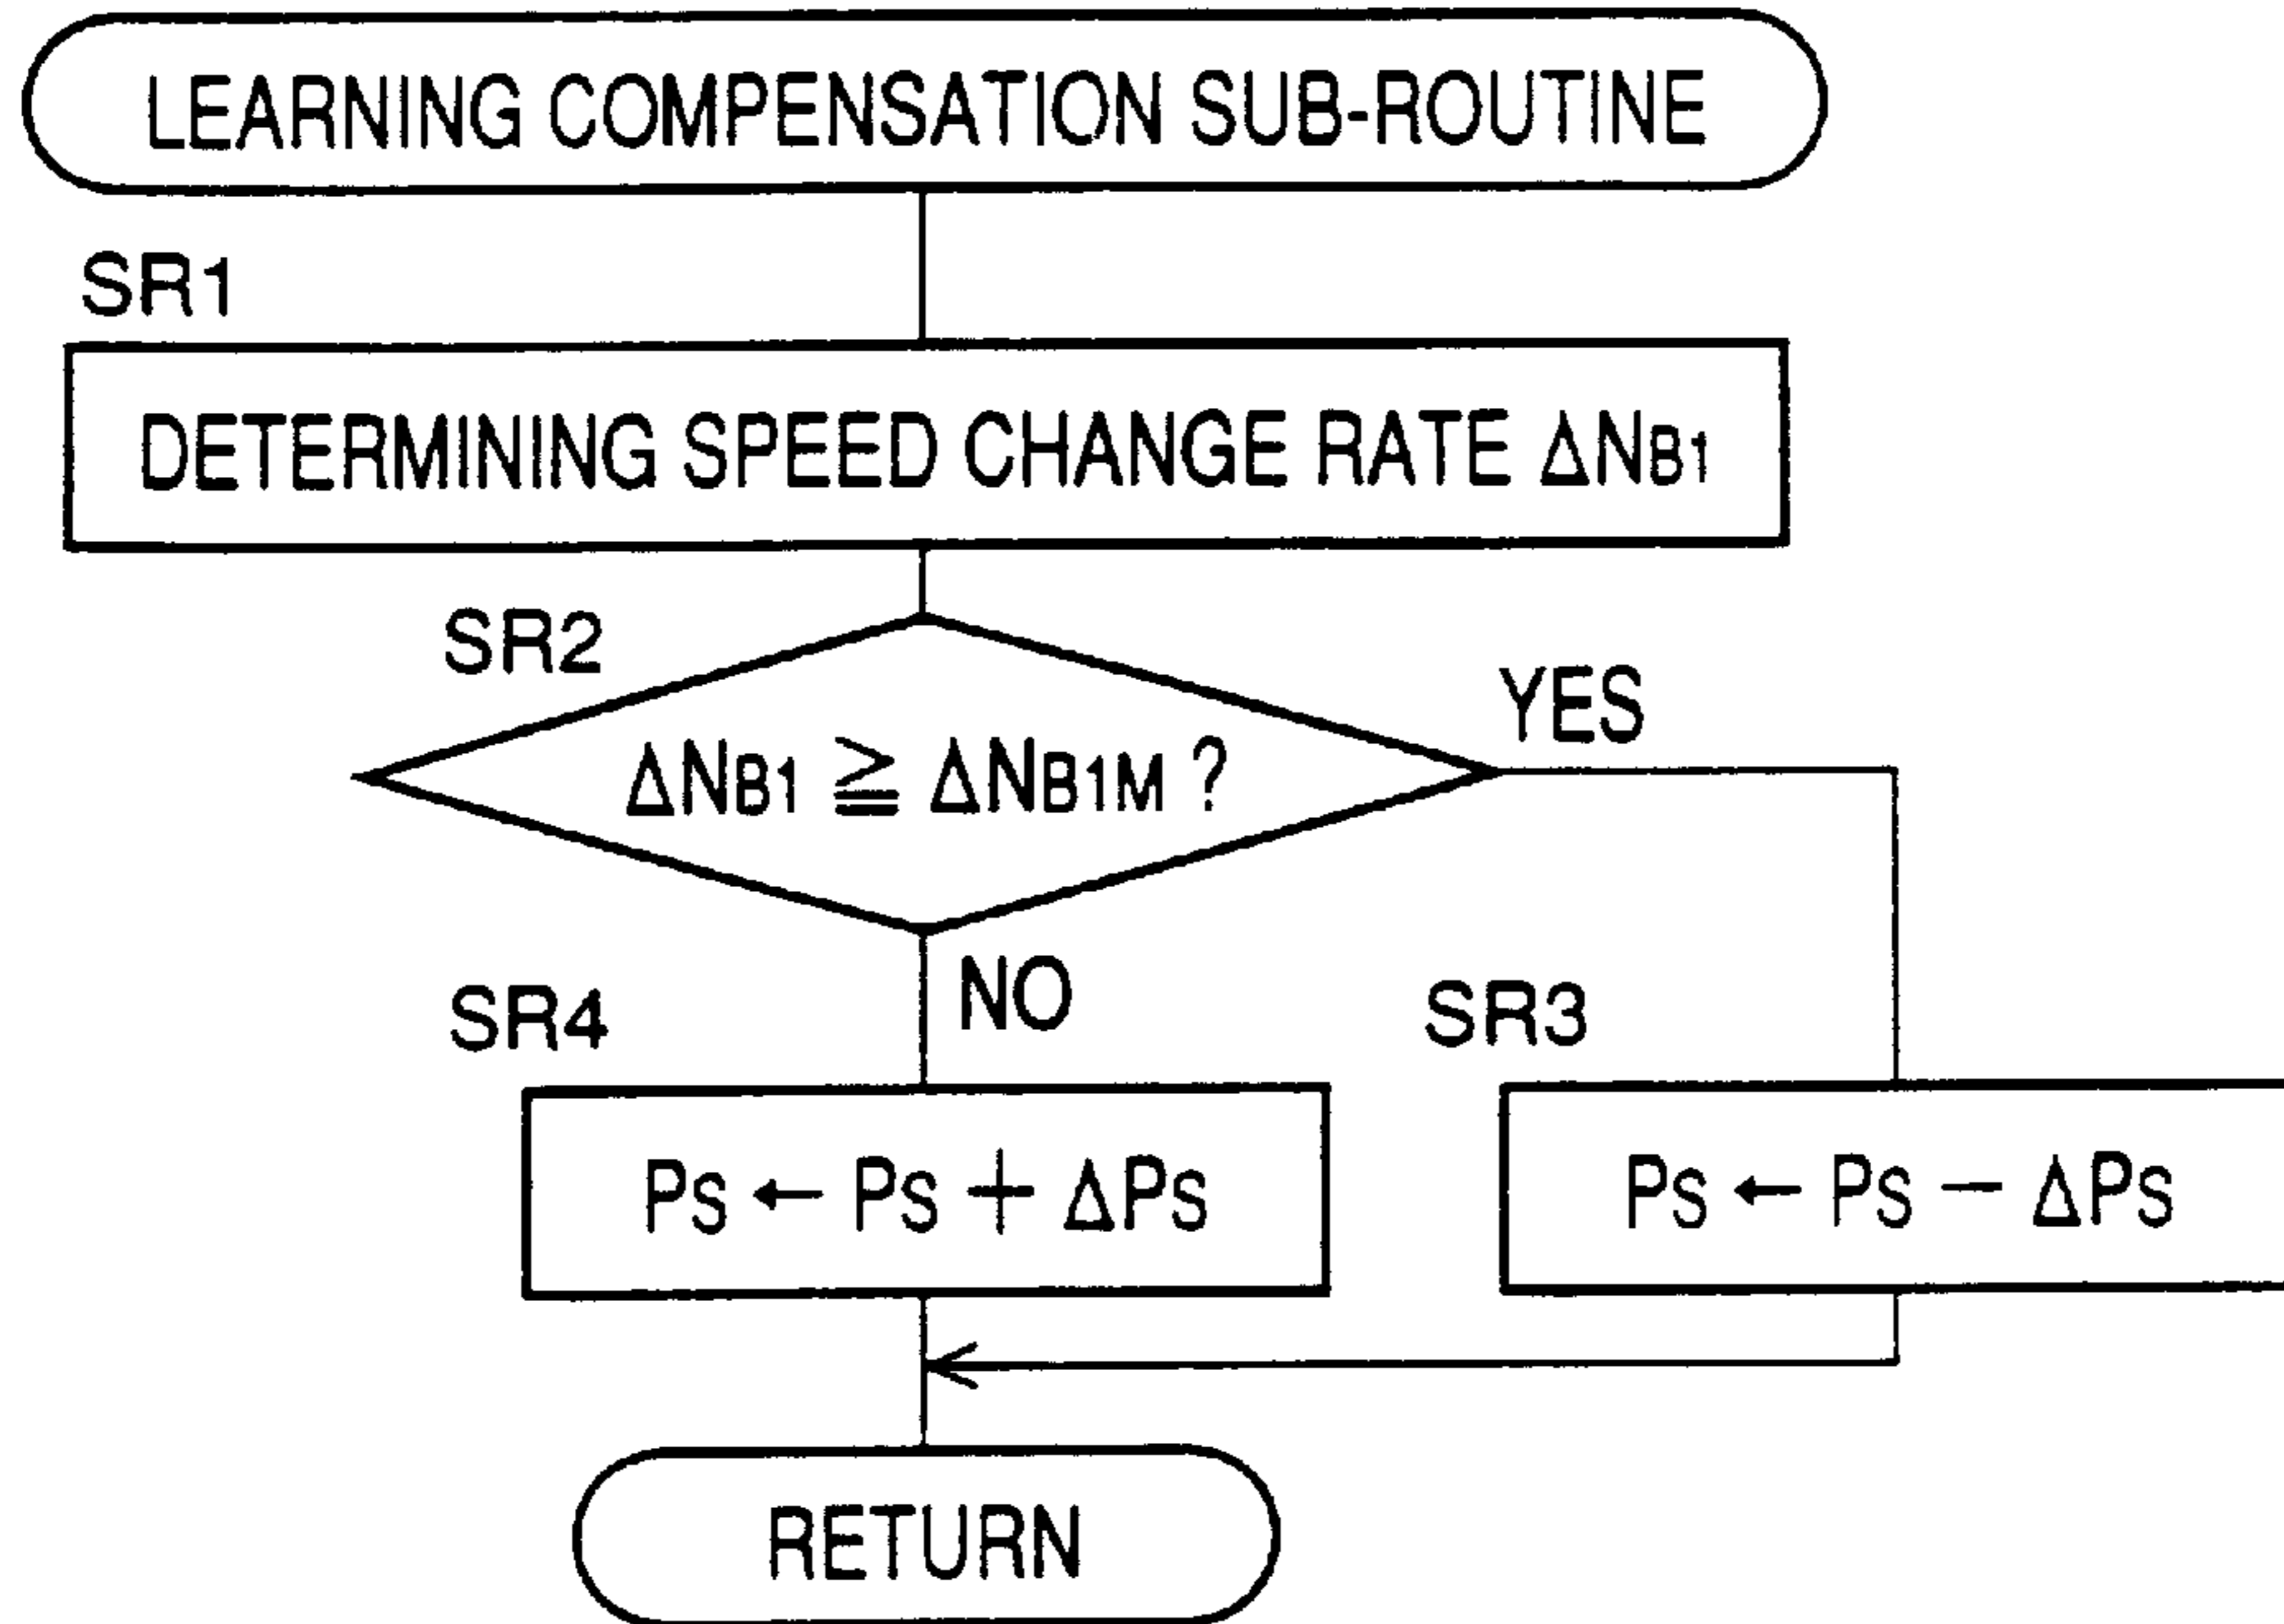 LEARNING COMPENSATION SUB-ROUTINE
SR1
DETERMINING SPEED CHANGE RATE ΔNB1
SR2
ΔNB1 ≧ ΔNB1M ?
YES
NO
SR4
PS ← PS + ΔPS
SR3
PS ← PS − ΔPS
RETURN